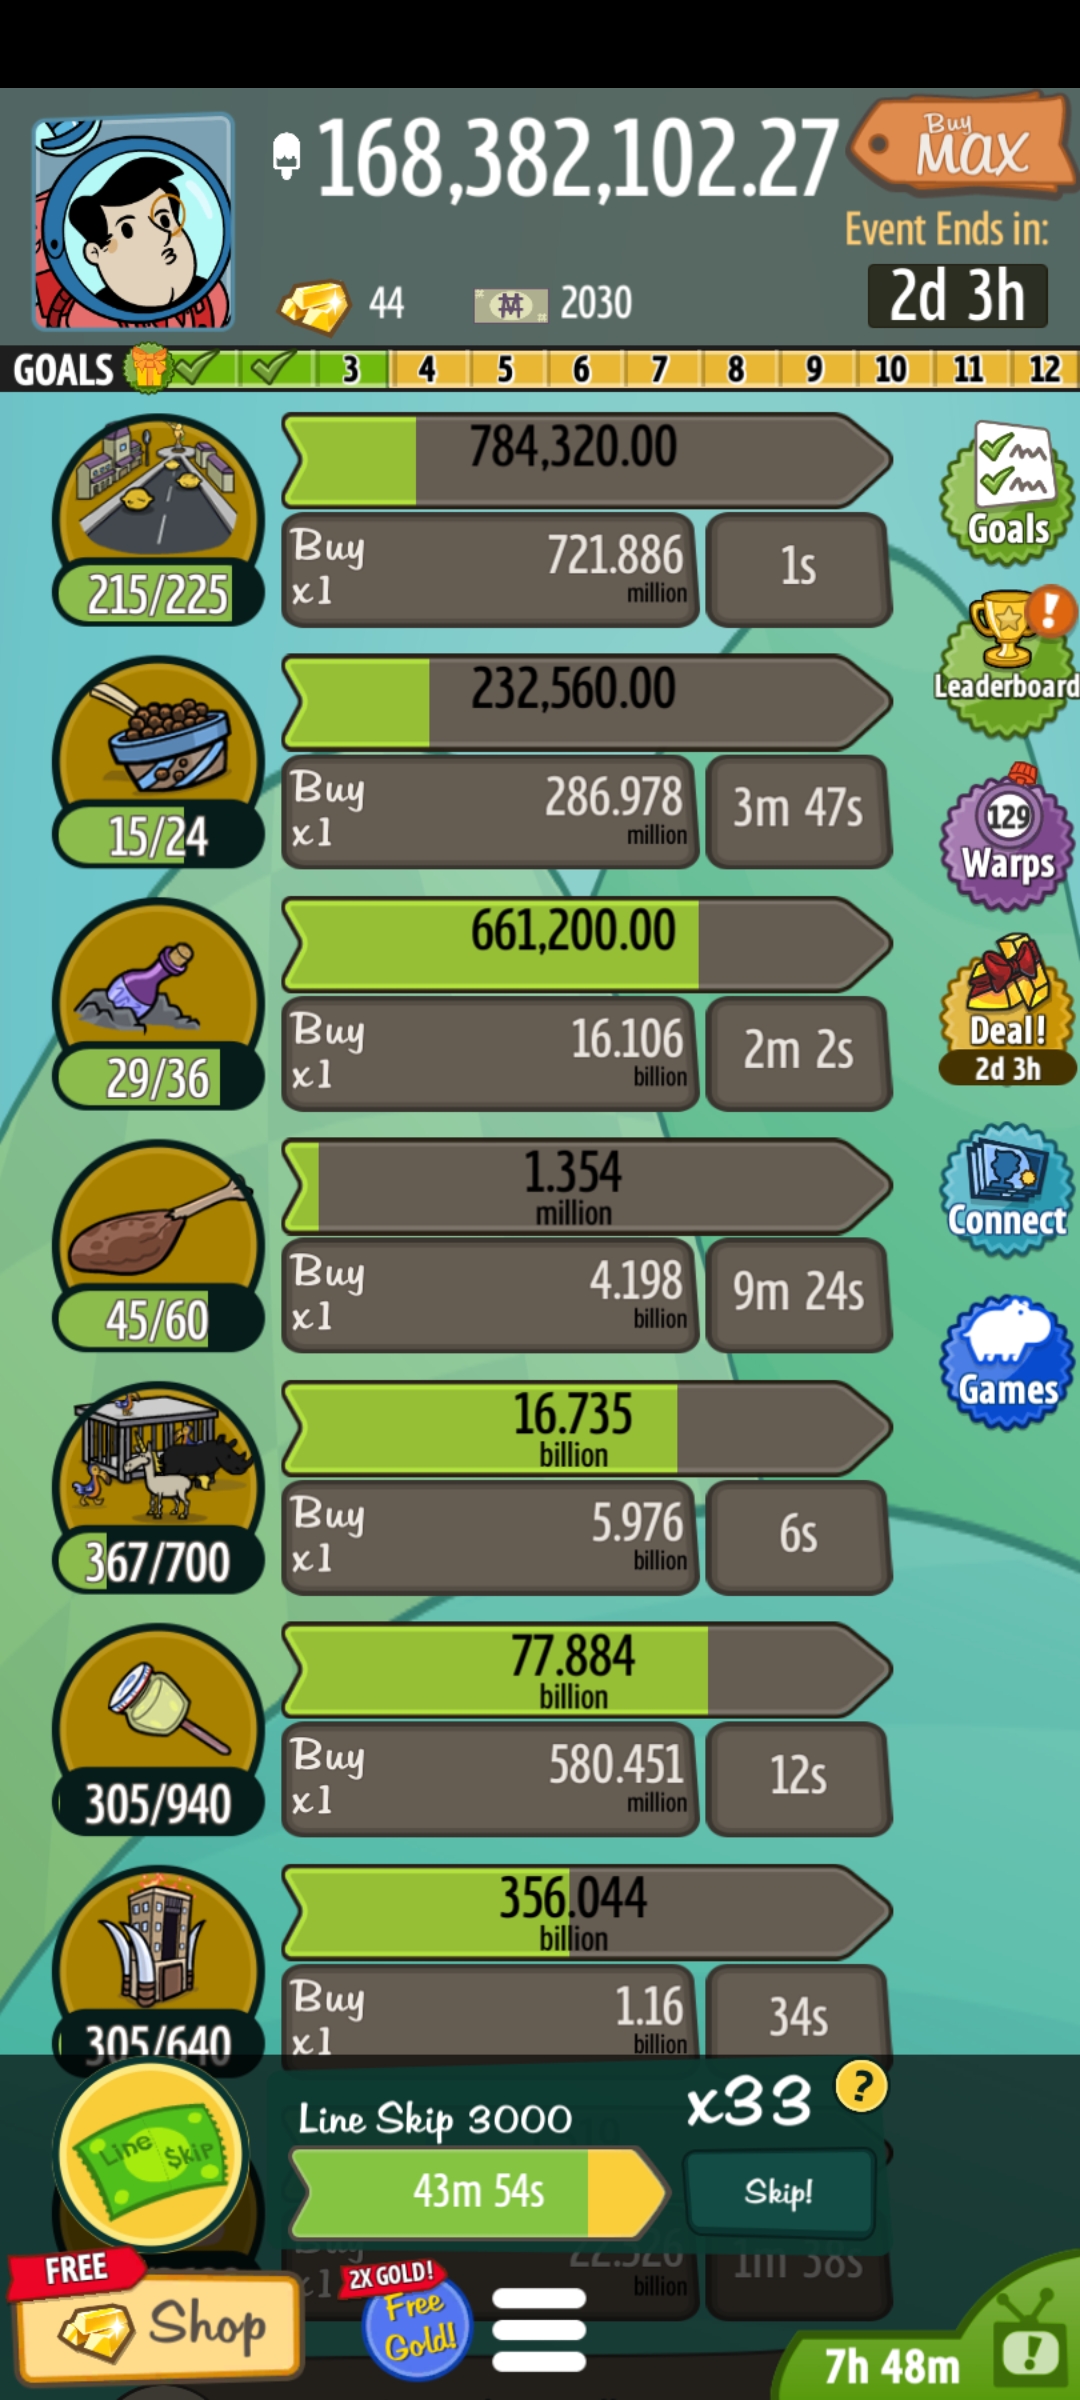 168,382,102.27
Buy
MAX
Event Ends in:
2d 3h
44
2030
GOALS 3 4 5 6 7 8 9 10 11 12
784,320.00
Buy
x1
721.886
million
1s
215/225
Goals
232,560.00
Buy
x1
286.978
million
3m 47s
15/24
Leaderboard
661,200.00
Buy
x1
16.106
billion
2m 2s
29/36
129
Warps
1.354
million
Buy
x1
4.198
billion
9m 24s
45/60
Deal!
2d 3h
16.735
billion
Buy
x1
5.976
billion
6s
367/700
Connect
Games
77.884
billion
Buy
x1
580.451
million
12s
305/940
356.044
billion
Buy
x1
1.16
billion
34s
305/640
Line Skip
Line Skip 3000
x33
?
43m 54s
Skip!
22.326
billion
1m 38s
FREE
Shop
2X GOLD!
Free
Gold!
7h 48m